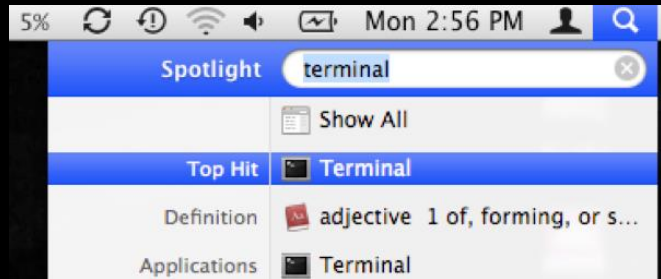 5% Mon 2:56 PM
Spotlight terminal
Show All
Top Hit Terminal
Definition adjective 1 of, forming, or s...
Applications Terminal